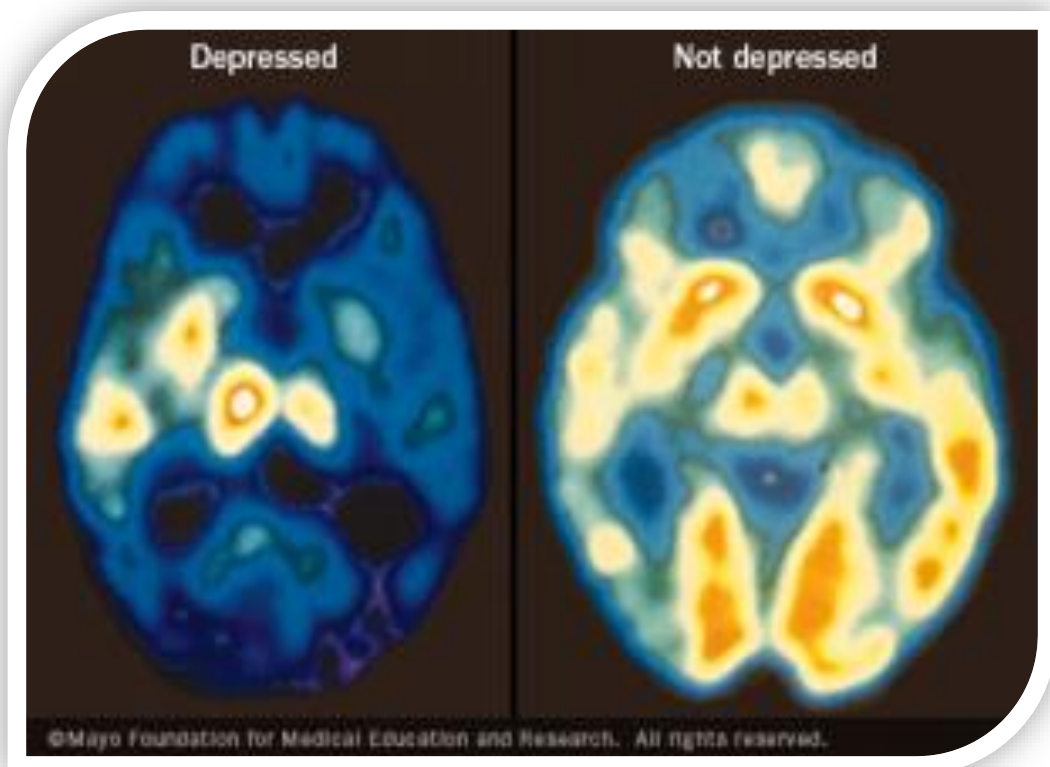 Depressed
Not depressed
©Mayo Foundation for Medical Education and Research. All rights reserved.